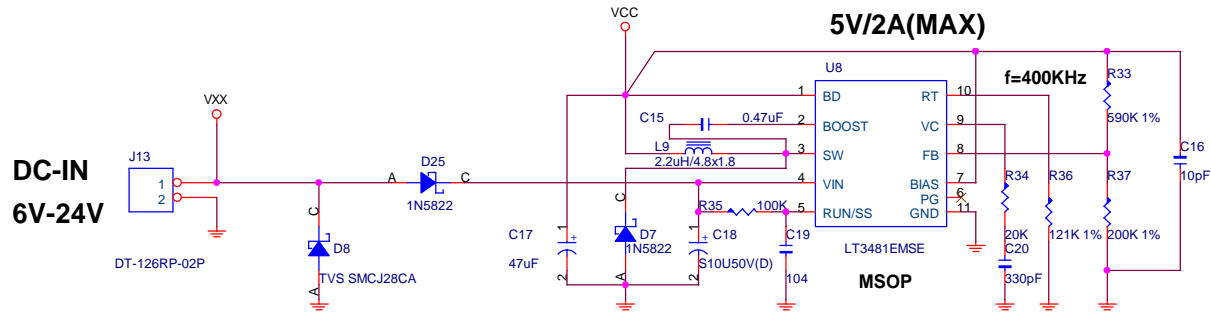 VCC
5V/2A(MAX)
U8
f=400KHz
R33
590K 1%
1 BD RT 10
C15 0.47uF 2 BOOST VC 9
L9
2.2uH/4.8x1.8
3 SW FB 8
VXX
J13
DC-IN
6V-24V
1
2
D25
A C
1N5822
4 VIN BIAS 7
PG 6
R35 100K 5 RUN/SS GND 11
C16
10pF
R34
20K
R36
121K 1%
R37
200K 1%
C
D8
A
TVS SMCJ28CA
DT-126RP-02P
C17
1
47uF
2
C
D7
1N5822
A
1
C18
S10U50V(D)
2
C19
104
LT3481EMSE
MSOP
C20
330pF